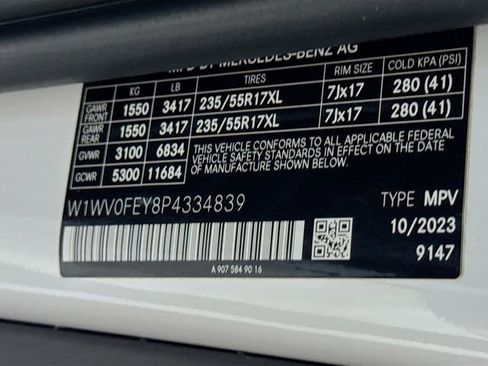 MFD BY MERCEDES-BENZ AG
KG LB TIRES RIM SIZE COLD KPA (PSI)
GAWR FRONT 1550 3417 235/55R17XL 7Jx17 280 (41)
GAWR REAR 1550 3417 235/55R17XL 7Jx17 280 (41)
GVWR 3100 6834
GCWR 5300 11684
THIS VEHICLE CONFORMS TO ALL APPLICABLE FEDERAL
VEHICLE SAFETY STANDARDS IN EFFECT ON THE DATE
OF MANUFACTURE SHOWN BELOW.
W1WV0FEY8P4334839
TYPE MPV
10/2023
9147
A 907 584 90 16